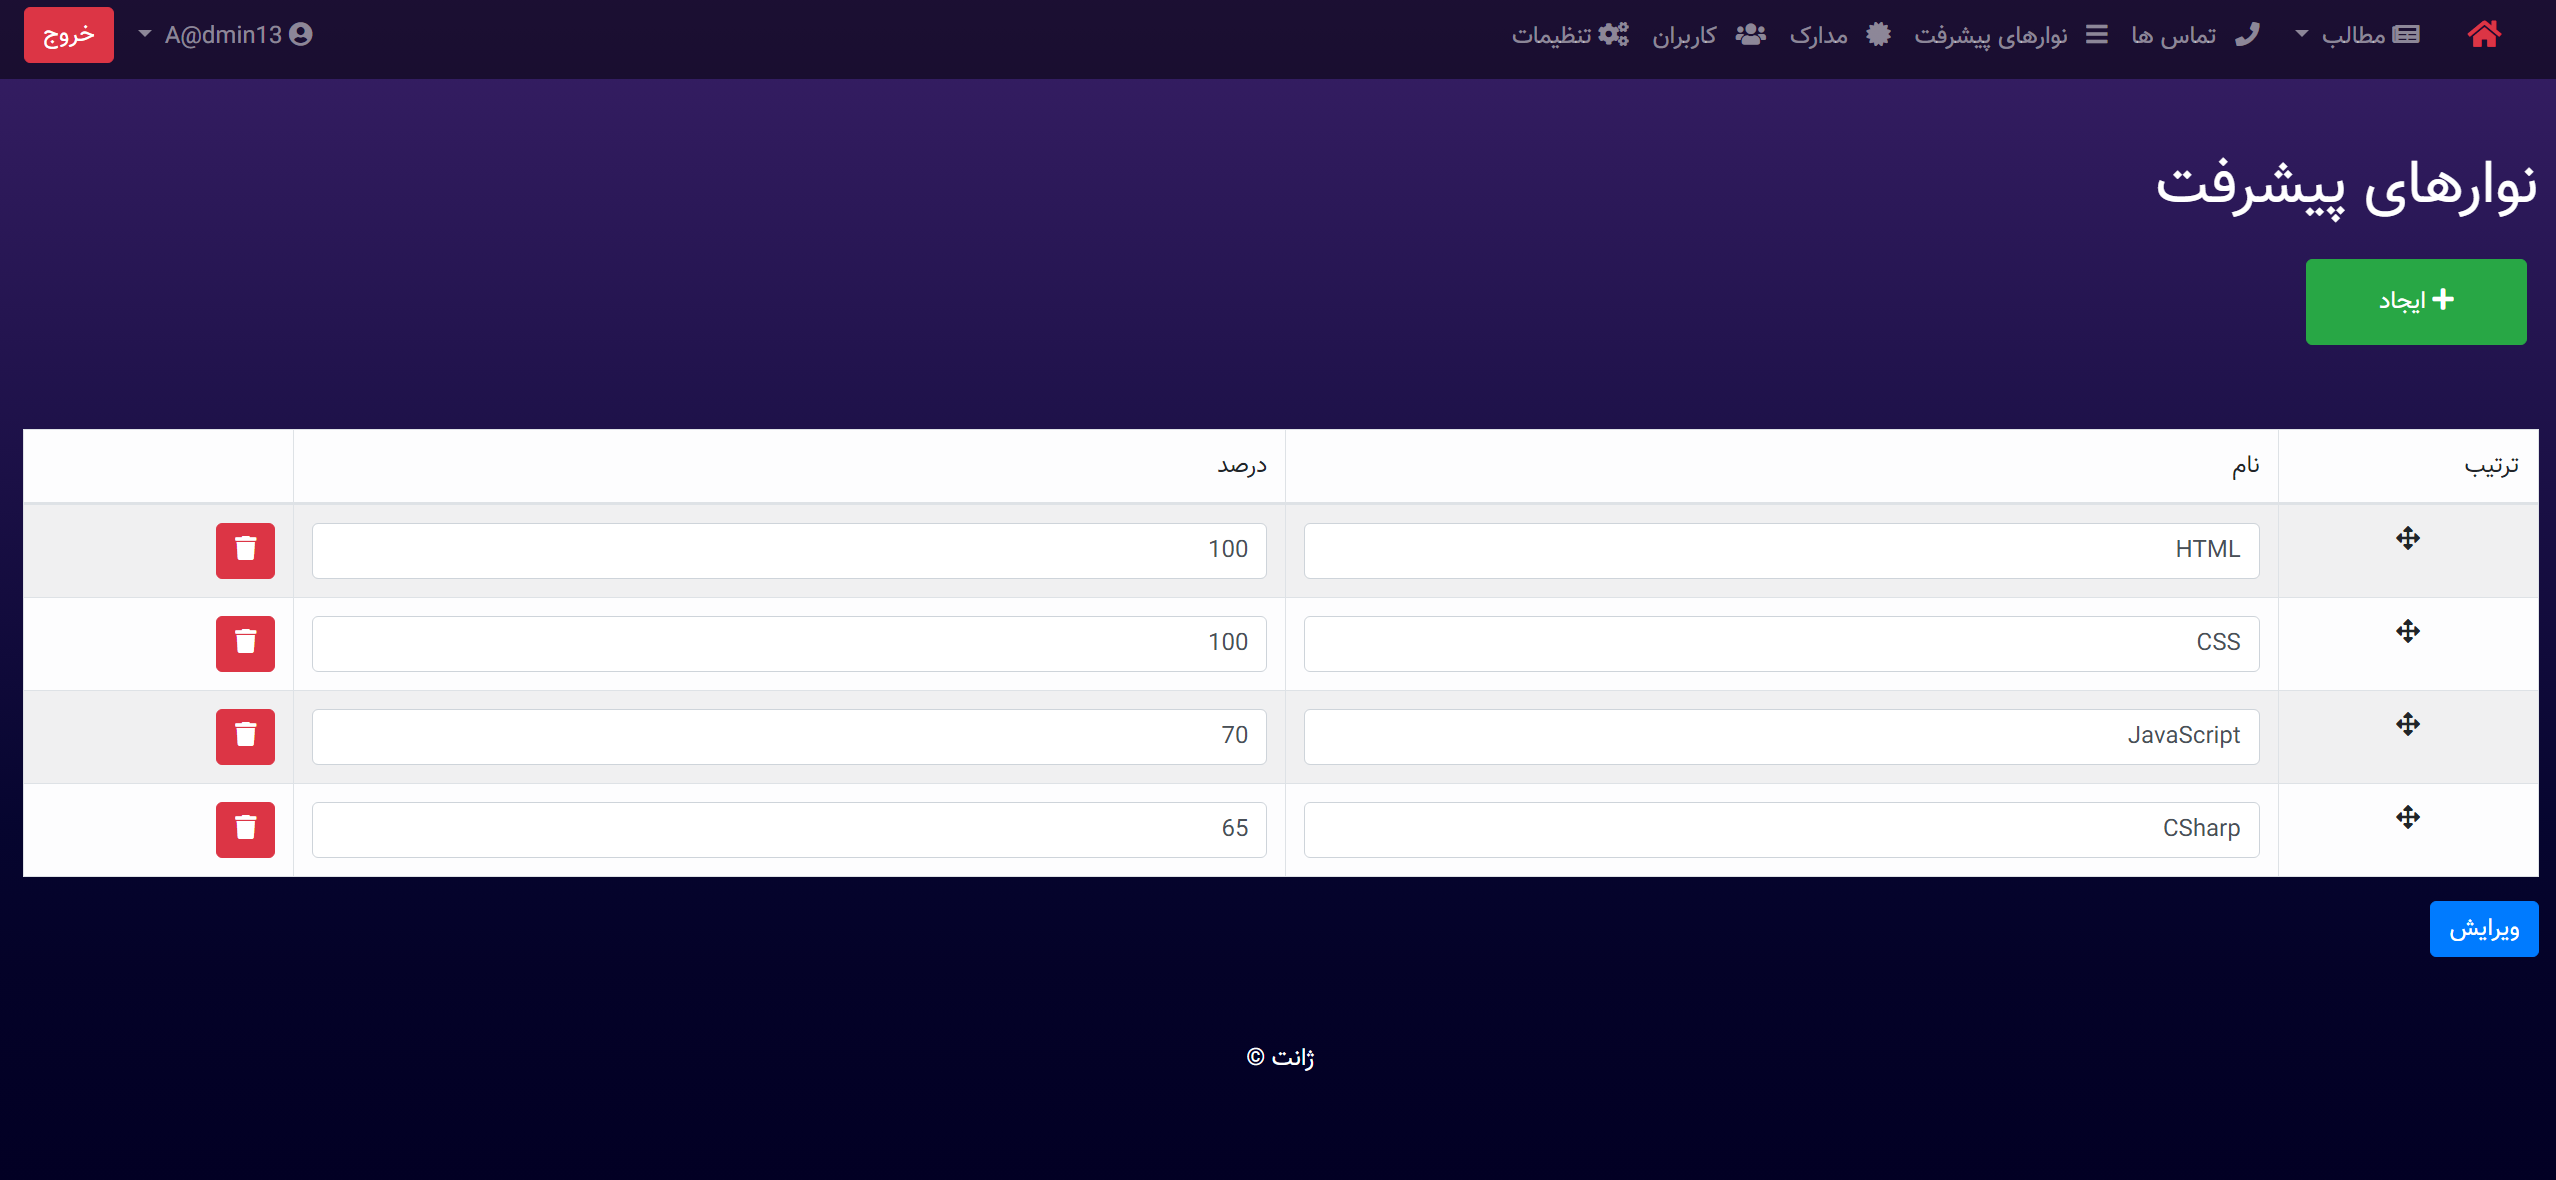 مطالب تماس ها نوارهای پیشرفت مدارک کاربران تنظیمات A@dmin13 خروج
نوارهای پیشرفت
ایجاد
ترتیب نام درصد
HTML 100
CSS 100
JavaScript 70
CSharp 65
ویرایش
ژانت ©